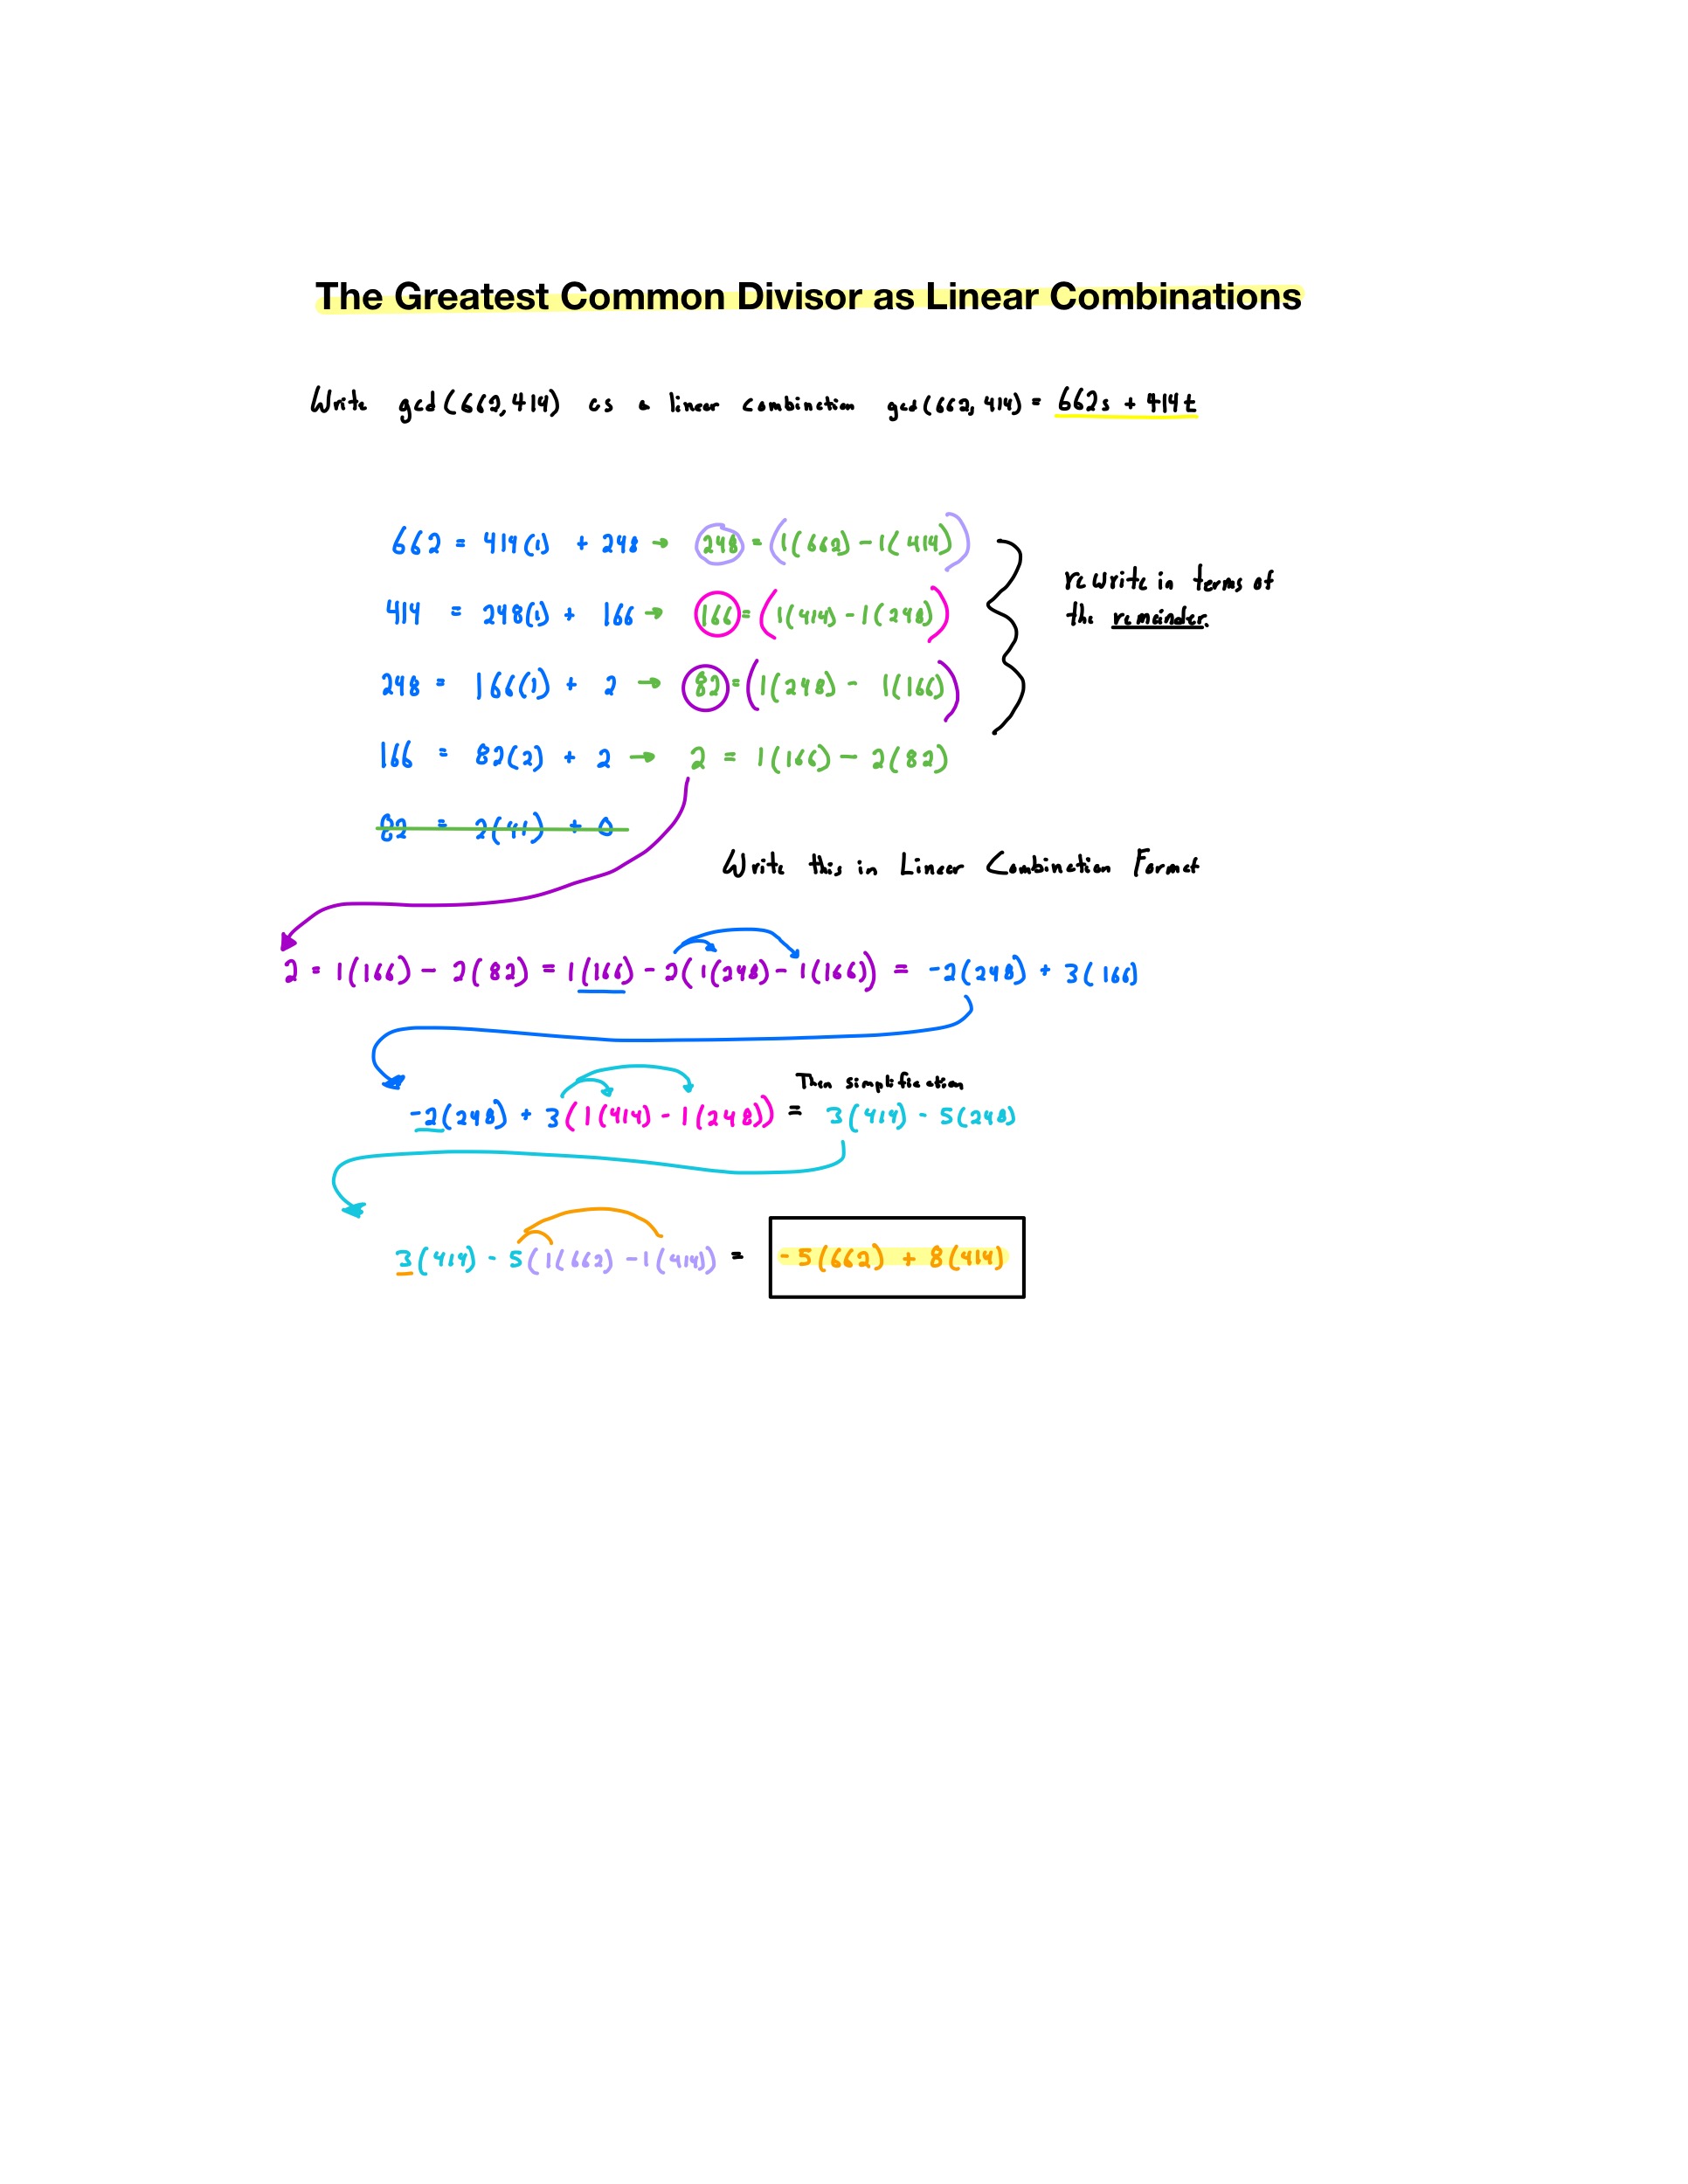 The Greatest Common Divisor as Linear Combinations
Write gcd(662,414) as a linear combination gcd(662,414) = 662s + 414t
662 = 414(1) + 248 → 248 = (1(662) - 1(414))
414 = 248(1) + 166 → 166 = (1(414) - 1(248))
rewrite in terms of
the remainder.
248 = 166(1) + 2 → 82 = (1(248) - 1(166))
166 = 82(2) + 2 → 2 = 1(166) - 2(82)
82 = 2(41) + 0
Write this in Linear Combination Format
2 = 1(166) - 2(82) = 1(166) - 2(1(248) - 1(166)) = -2(248) + 3(166)
Then simplification
-2(248) + 3(1(414) - 1(248)) = 3(414) - 5(248)
3(414) - 5(1(662) - 1(414)) = -5(662) + 8(414)